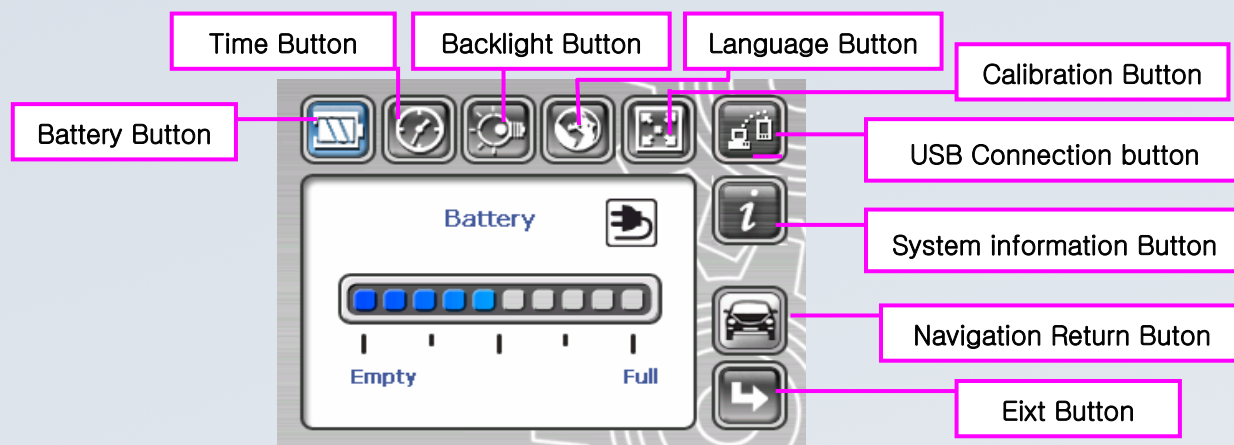 Time Button
Backlight Button
Language Button
Calibration Button
Battery Button
USB Connection button
i
System information Button
Battery
Navigation Return Buton
Empty
Full
Eixt Button